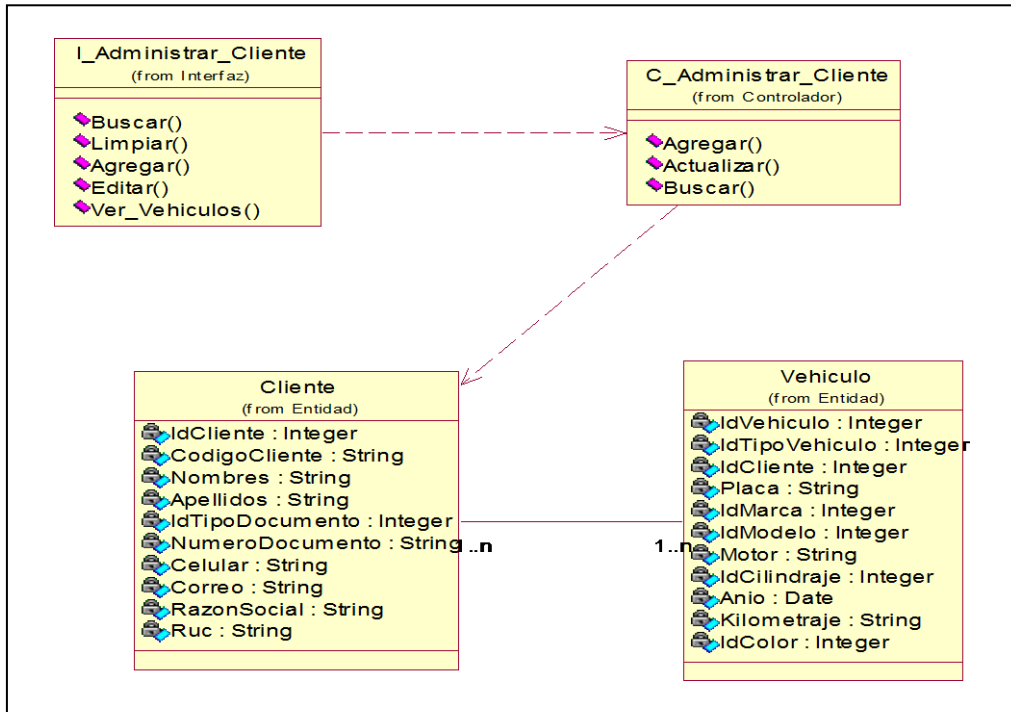 I_Administrar_Cliente
(from Interfaz)
Buscar()
Limpiar()
Agregar()
Editar()
Ver_Vehiculos()
C_Administrar_Cliente
(from Controlador)
Agregar()
Actualizar()
Buscar()
Cliente
(from Entidad)
IdCliente : Integer
CodigoCliente : String
Nombres : String
Apellidos : String
IdTipoDocumento : Integer
NumeroDocumento : String
Celular : String
Correo : String
RazonSocial : String
Ruc : String
1..n
1..n
Vehiculo
(from Entidad)
IdVehiculo : Integer
IdTipoVehiculo : Integer
IdCliente : Integer
Placa : String
IdMarca : Integer
IdModelo : Integer
Motor : String
IdCilindraje : Integer
Anio : Date
Kilometraje : String
IdColor : Integer